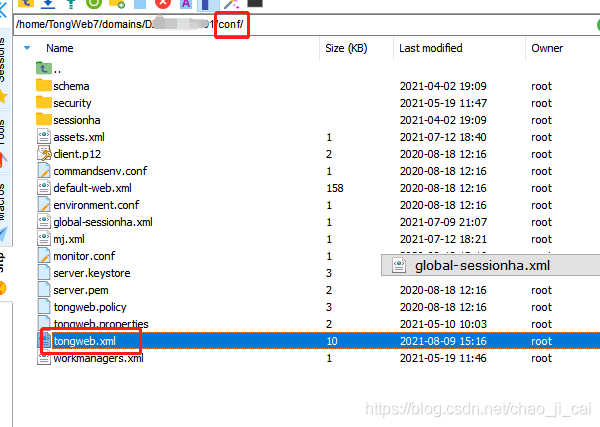 /home/TongWeb7/domains/D 01/conf/
Name Size (KB) Last modified Owner
..
schema 2021-04-02 19:09 root
security 2021-05-19 11:47 root
sessionha 2021-04-02 19:09 root
assets.xml 1 2021-07-12 18:40 root
client.p12 2 2020-08-18 12:16 root
commandsenv.conf 1 2020-08-18 12:16 root
default-web.xml 158 2020-08-18 12:16 root
environment.conf 1 2020-08-18 12:16 root
global-sessionha.xml 1 2021-07-09 21:07 root
mj.xml 1 2021-07-12 18:21 root
monitor.conf 1 root
global-sessionha.xml
server.keystore 3
server.pem 2 2020-08-18 12:16 root
tongweb.policy 3 2020-08-18 12:16 root
tongweb.properties 2 2021-05-10 10:03 root
tongweb.xml 10 2021-08-09 15:16 root
workmanagers.xml 1 2021-05-19 11:46 root
Sessions
Tools
Macros
Sftp
https://blog.csdn.net/chao_ji_cai